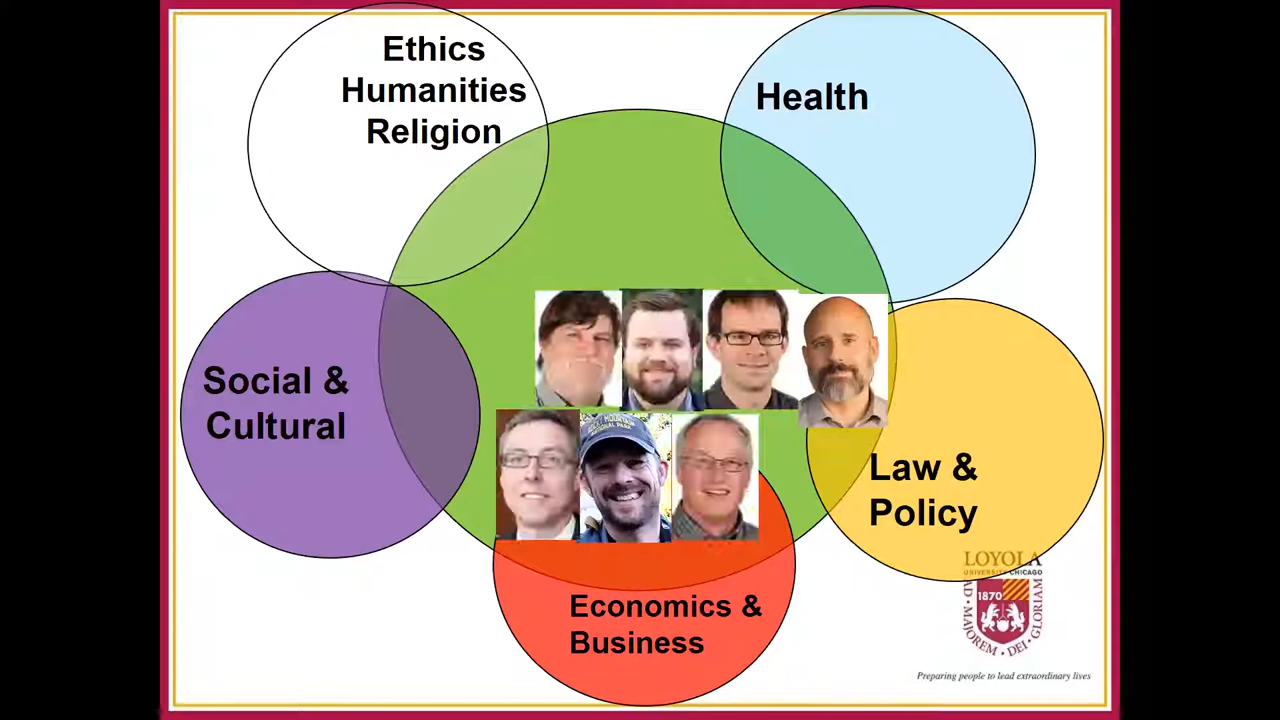 Ethics
Humanities
Religion
Health
Social &
Cultural
Law &
Policy
Economics &
Business
LOYOLA
UNIVERSITY CHICAGO
1870
AD • MAJOREM • DEI • GLORIAM
Preparing people to lead extraordinary lives